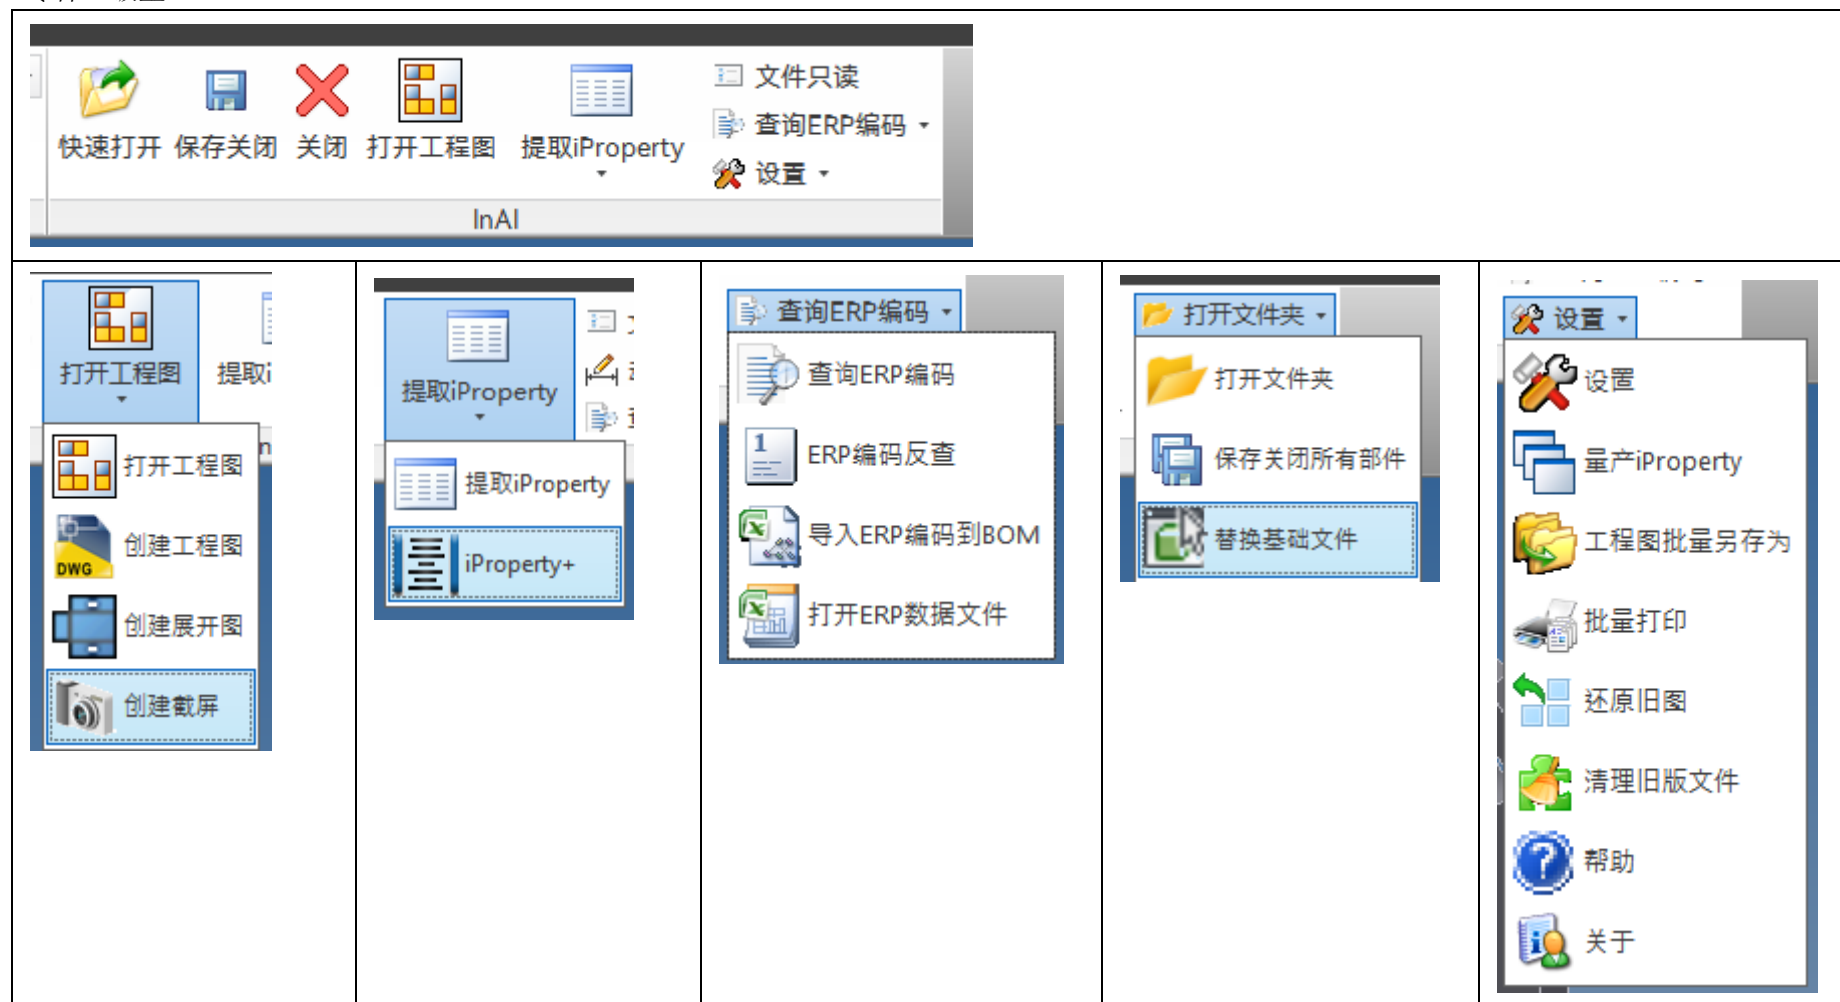 文件只读
快速打开 保存关闭 关闭 打开工程图 提取iProperty
查询ERP编码
设置
InAI
打开工程图 提取i
打开工程图
创建工程图
DWG
创建展开图
创建截屏
提取iProperty
提取iProperty
iProperty+
查询ERP编码
查询ERP编码
1
ERP编码反查
导入ERP编码到BOM
打开ERP数据文件
打开文件夹
打开文件夹
保存关闭所有部件
替换基础文件
设置
设置
量产iProperty
工程图批量另存为
批量打印
还原旧图
清理旧版文件
帮助
关于